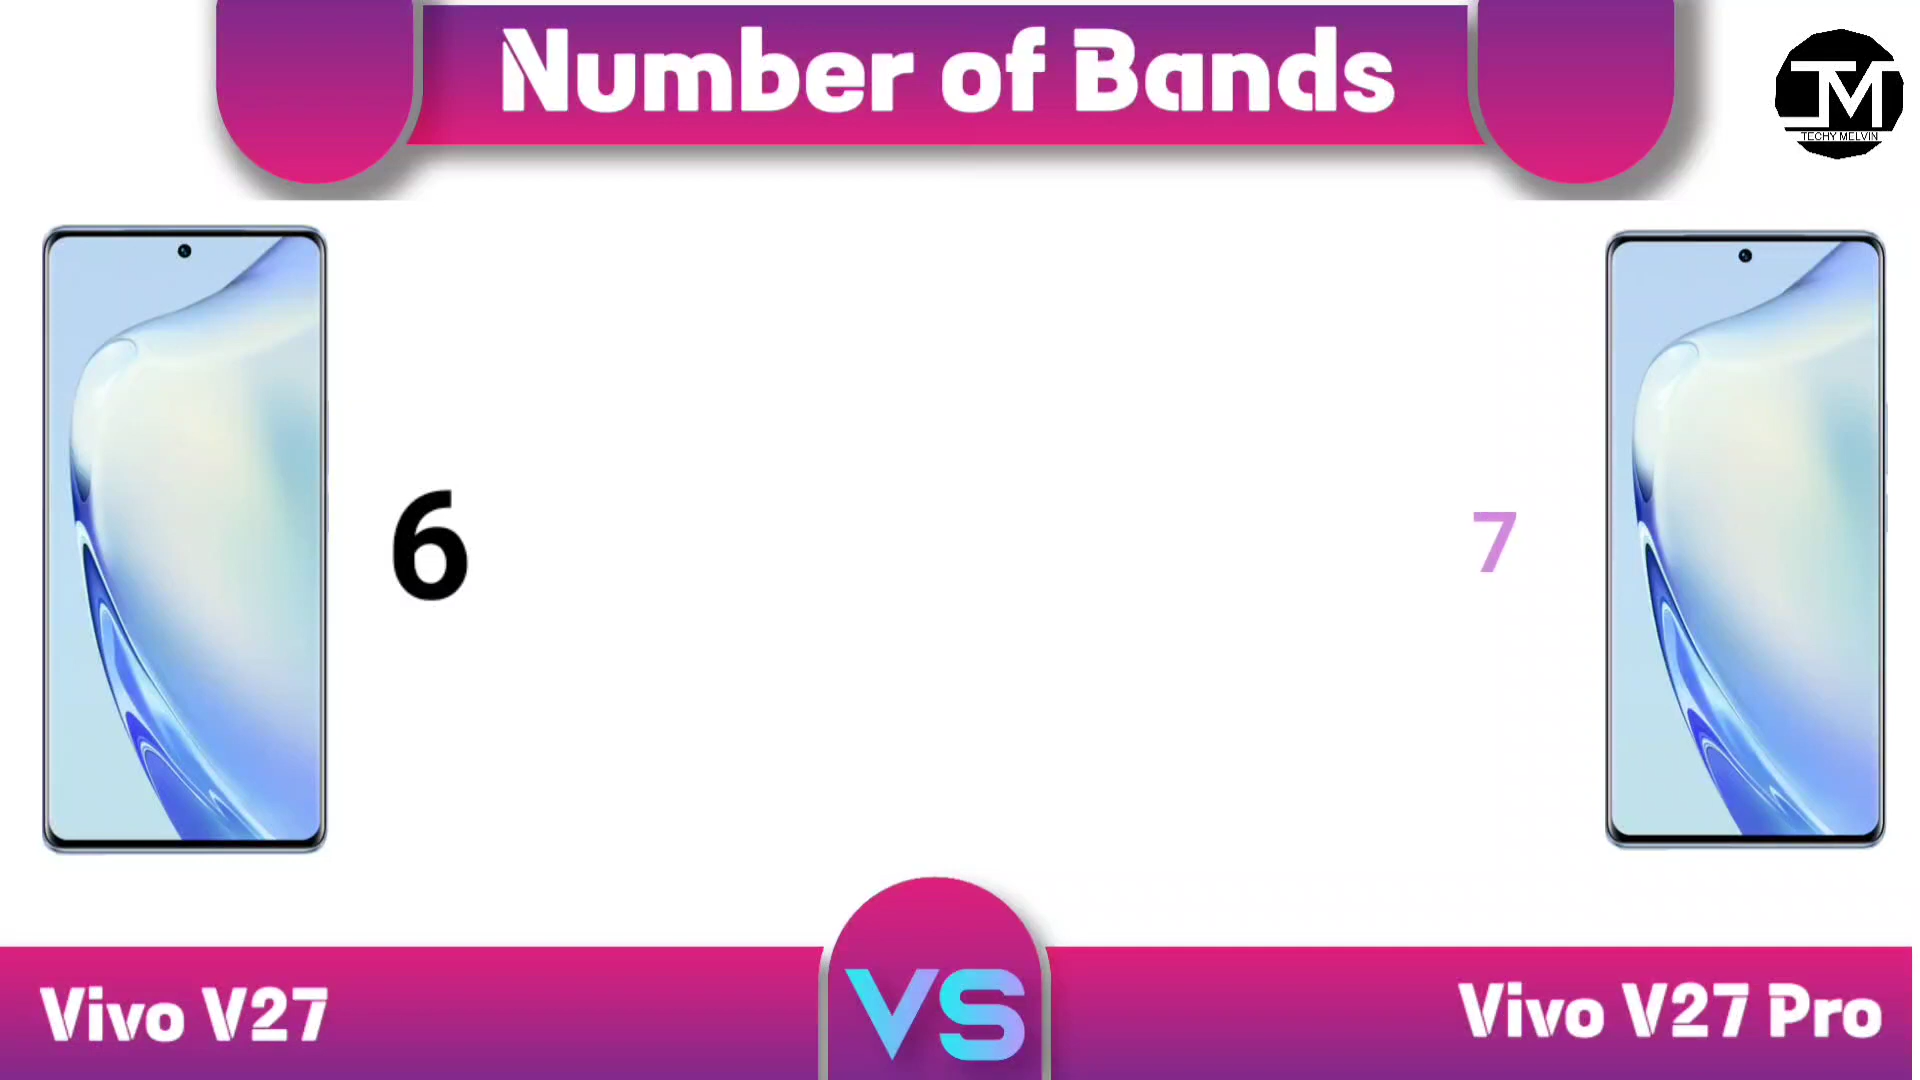 Number of Bands
TM
TECHY MELVIN
6
7
Vivo V27
VS
Vivo V27 Pro